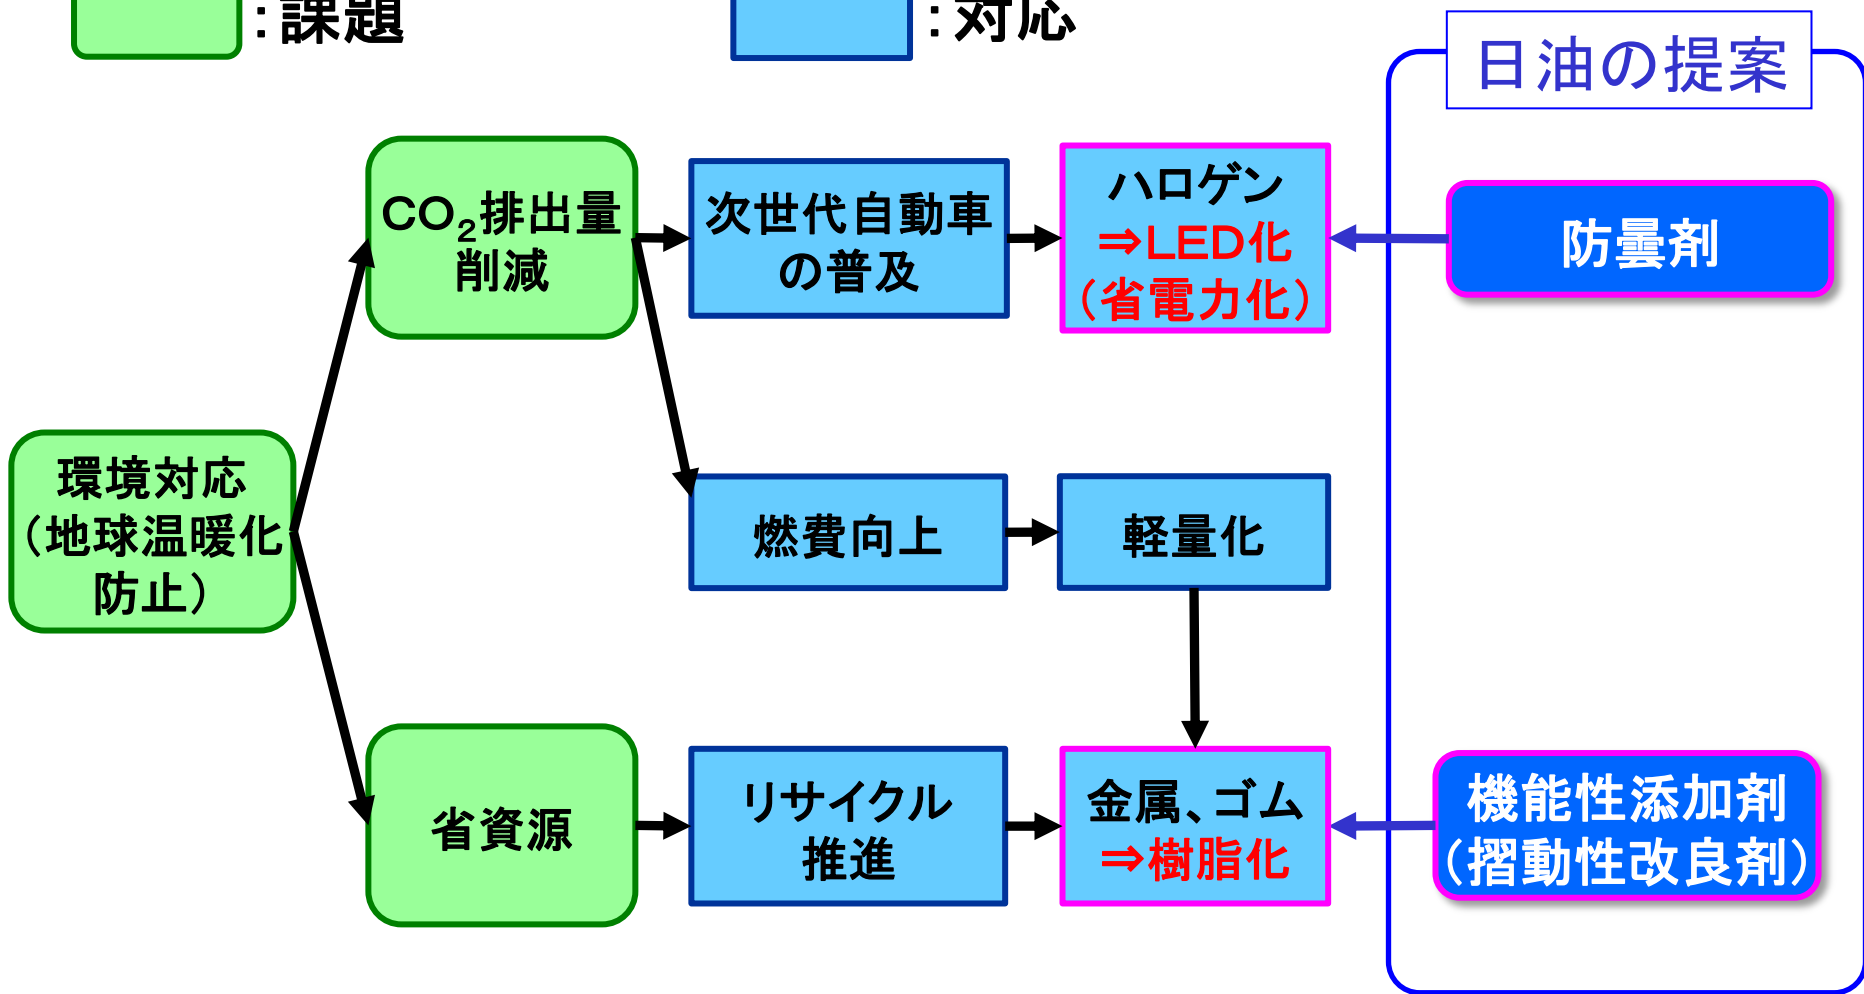 ：課題
：対応
日油の提案
CO₂排出量
削減
次世代自動車
の普及
ハロゲン
⇒LED化
（省電力化）
防曇剤
環境対応
（地球温暖化
防止）
燃費向上
軽量化
省資源
リサイクル
推進
金属、ゴム
⇒樹脂化
機能性添加剤
（摺動性改良剤）